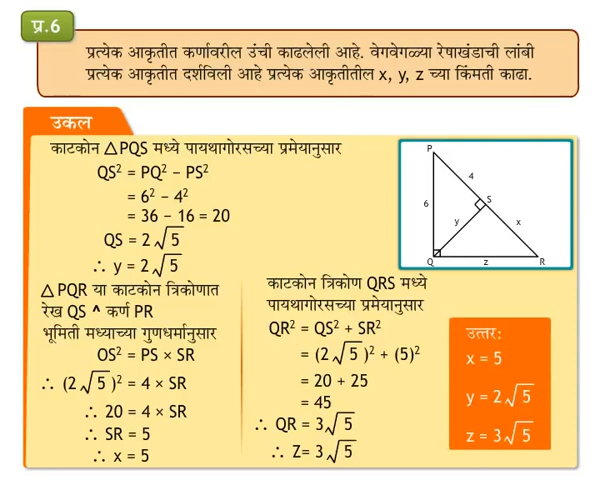 प्र.6
प्रत्येक आकृतीत कर्णावरील उंची काढलेली आहे. वेगवेगळ्या रेषाखंडाची लांबी
प्रत्येक आकृतीत दर्शविली आहे प्रत्येक आकृतीतील x, y, z च्या किंमती काढा.
उकल
काटकोन △PQS मध्ये पायथागोरसच्या प्रमेयानुसार
QS² = PQ² − PS²
= 6² − 4²
= 36 − 16 = 20
QS = 2√5
∴ y = 2√5
P
4
6
S
y
x
Q
z
R
△PQR या काटकोन त्रिकोणात
रेख QS ^ कर्ण PR
भूमिती मध्याच्या गुणधर्मानुसार
OS² = PS × SR
∴ (2√5)² = 4 × SR
∴ 20 = 4 × SR
∴ SR = 5
∴ x = 5
काटकोन त्रिकोण QRS मध्ये
पायथागोरसच्या प्रमेयानुसार
QR² = QS² + SR²
= (2√5)² + (5)²
= 20 + 25
= 45
∴ QR = 3√5
∴ Z= 3√5
उत्तर:
x = 5
y = 2√5
z = 3√5